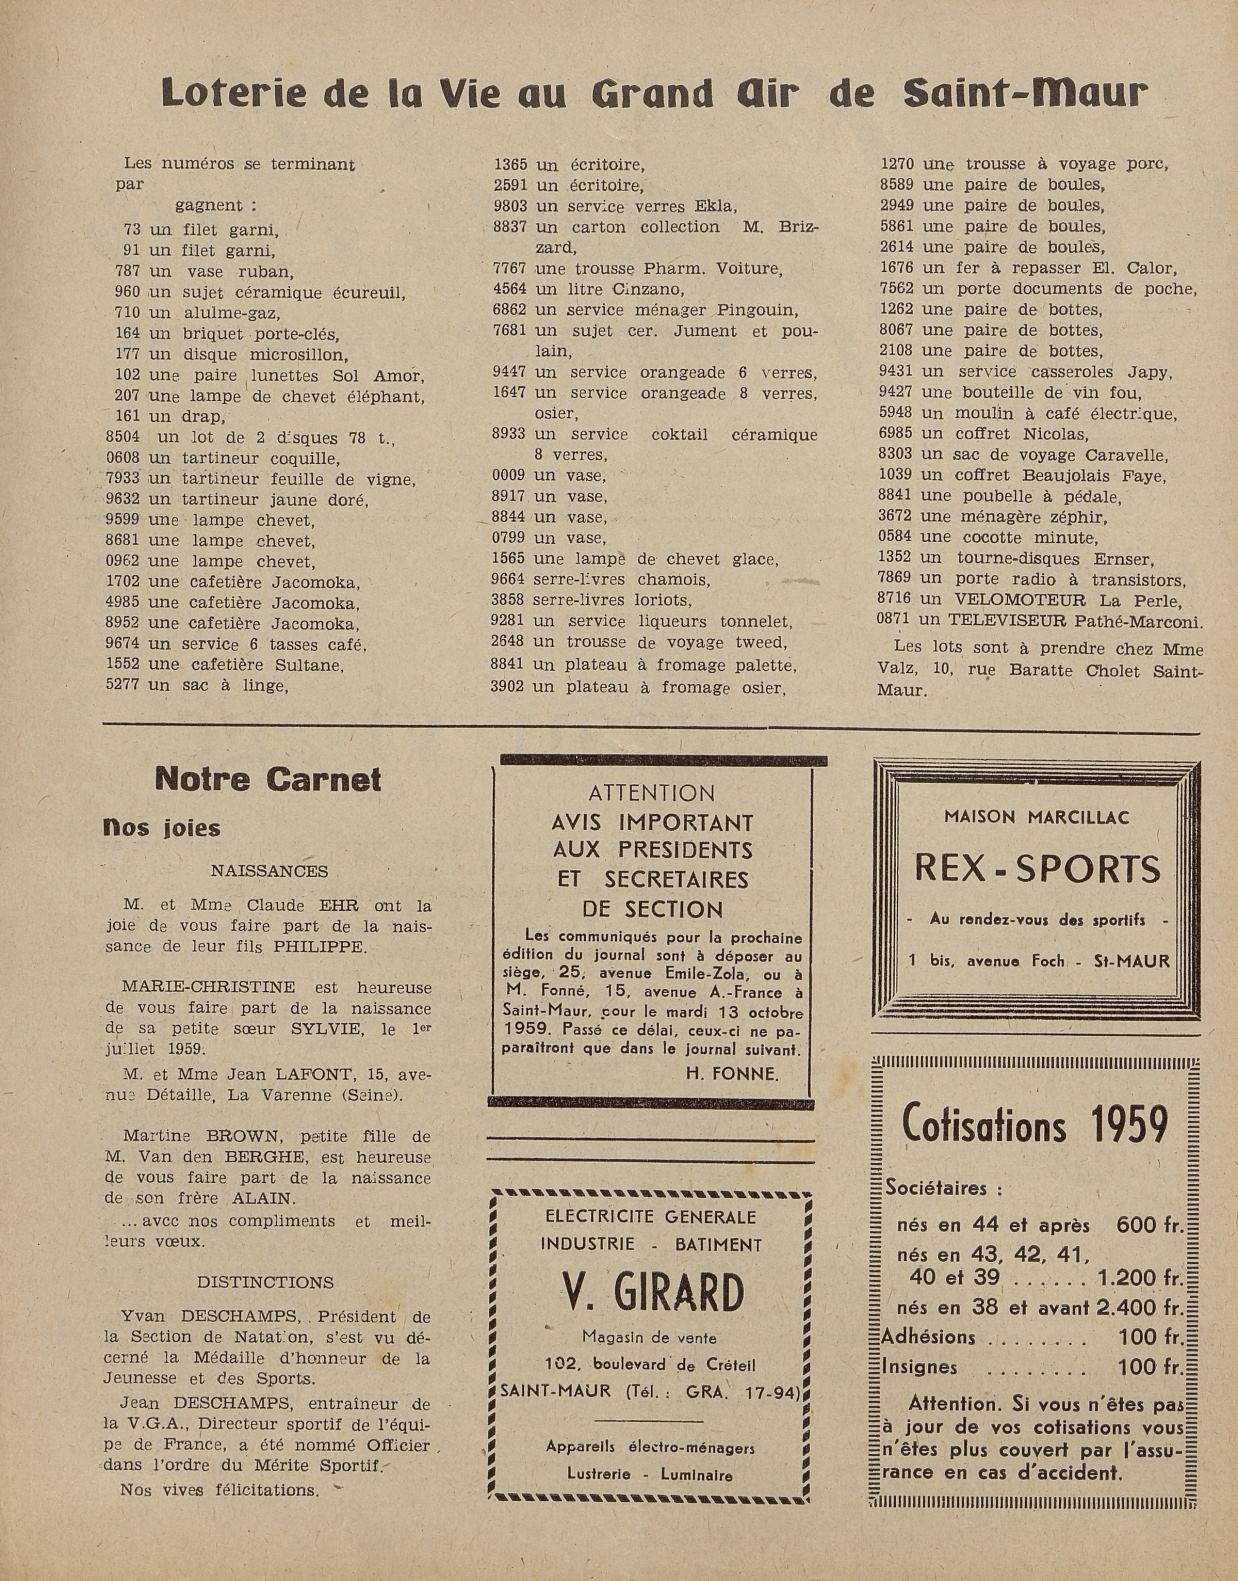 Loterie de la Vie au Grand Air de Saint-Maur
Les numéros se terminant
par
gagnent :
73 un filet garni,
91 un filet garni,
787 un vase ruban,
960 un sujet céramique écureuil,
710 un alulme-gaz,
164 un briquet porte-clés,
177 un disque microsillon,
102 une paire lunettes Sol Amor,
207 une lampe de chevet éléphant,
161 un drap,
8504 un lot de 2 disques 78 t.,
0608 un tartineur coquille,
7933 un tartineur feuille de vigne,
9632 un tartineur jaune doré,
9599 une lampe chevet,
8681 une lampe chevet,
0962 une lampe chevet,
1702 une cafetière Jacomoka,
4985 une cafetière Jacomoka,
8952 une cafetière Jacomoka,
9674 un service 6 tasses café,
1552 une cafetière Sultane,
5277 un sac à linge,
1365 un écritoire,
2591 un écritoire,
9803 un service verres Ekla,
8837 un carton collection M. Briz-
zard,
7767 une trousse Pharm. Voiture,
4564 un litre Cinzano,
6862 un service ménager Pingouin,
7681 un sujet cer. Jument et pou-
lain,
9447 un service orangeade 6 verres,
1647 un service orangeade 8 verres,
osier,
8933 un service coktail céramique
8 verres,
0009 un vase,
8917 un vase,
8844 un vase,
0799 un vase,
1565 une lampe de chevet glace,
9664 serre-livres chamois,
3858 serre-livres loriots,
9281 un service liqueurs tonnelet,
2648 un trousse de voyage tweed,
8841 un plateau à fromage palette,
3902 un plateau à fromage osier,
1270 une trousse à voyage porc,
8589 une paire de boules,
2949 une paire de boules,
5861 une paire de boules,
2614 une paire de boules,
1676 un fer à repasser El. Calor,
7562 un porte documents de poche,
1262 une paire de bottes,
8067 une paire de bottes,
2108 une paire de bottes,
9431 un service casseroles Japy,
9427 une bouteille de vin fou,
5948 un moulin à café électrique,
6985 un coffret Nicolas,
8303 un sac de voyage Caravelle,
1039 un coffret Beaujolais Faye,
8841 une poubelle à pédale,
3672 une ménagère zéphir,
0584 une cocotte minute,
1352 un tourne-disques Ernser,
7869 un porte radio à transistors,
8716 un VELOMOTEUR La Perle,
0871 un TELEVISEUR Pathé-Marconi.
Les lots sont à prendre chez Mme
Valz, 10, rue Baratte Cholet Saint-
Maur.
Notre Carnet
Nos joies
NAISSANCES
M. et Mme Claude EHR ont la
joie de vous faire part de la nais-
sance de leur fils PHILIPPE.
MARIE-CHRISTINE est heureuse
de vous faire part de la naissance
de sa petite sœur SYLVIE, le 1er
juillet 1959.
M. et Mme Jean LAFONT, 15, ave-
nue Détaille, La Varenne (Seine).
Martine BROWN, petite fille de
M. Van den BERGHE, est heureuse
de vous faire part de la naissance
de son frère ALAIN.
... avec nos compliments et meil-
leurs vœux.
DISTINCTIONS
Yvan DESCHAMPS, Président de
la Section de Natation, s'est vu dé-
cerné la Médaille d'honneur de la
Jeunesse et des Sports.
Jean DESCHAMPS, entraîneur de
la V.G.A., Directeur sportif de l'équi-
pe de France, a été nommé Officier
dans l'ordre du Mérite Sportif.
Nos vives félicitations.
ATTENTION
AVIS IMPORTANT
AUX PRESIDENTS
ET SECRETAIRES
DE SECTION
Les communiqués pour la prochaine
édition du journal sont à déposer au
siège, 25, avenue Emile-Zola, ou à
M. Fonné, 15, avenue A.-France à
Saint-Maur, pour le mardi 13 octobre
1959. Passé ce délai, ceux-ci ne pa-
paraîtront que dans le journal suivant.
H. FONNE.
ELECTRICITE GENERALE
INDUSTRIE - BATIMENT
V. GIRARD
Magasin de vente
102, boulevard de Créteil
SAINT-MAUR (Tél. : GRA. 17-94)
Appareils électro-ménagers
Lustrerie - Luminaire
MAISON MARCILLAC
REX - SPORTS
- Au rendez-vous des sportifs -
1 bis, avenue Foch - St-MAUR
Cotisations 1959
Sociétaires :
nés en 44 et après 600 fr.
nés en 43, 42, 41,
40 et 39 ...... 1.200 fr.
nés en 38 et avant 2.400 fr.
Adhésions ........ 100 fr.
Insignes ........ 100 fr.
Attention. Si vous n'êtes pas
à jour de vos cotisations vous
n'êtes plus couvert par l'assu-
rance en cas d'accident.